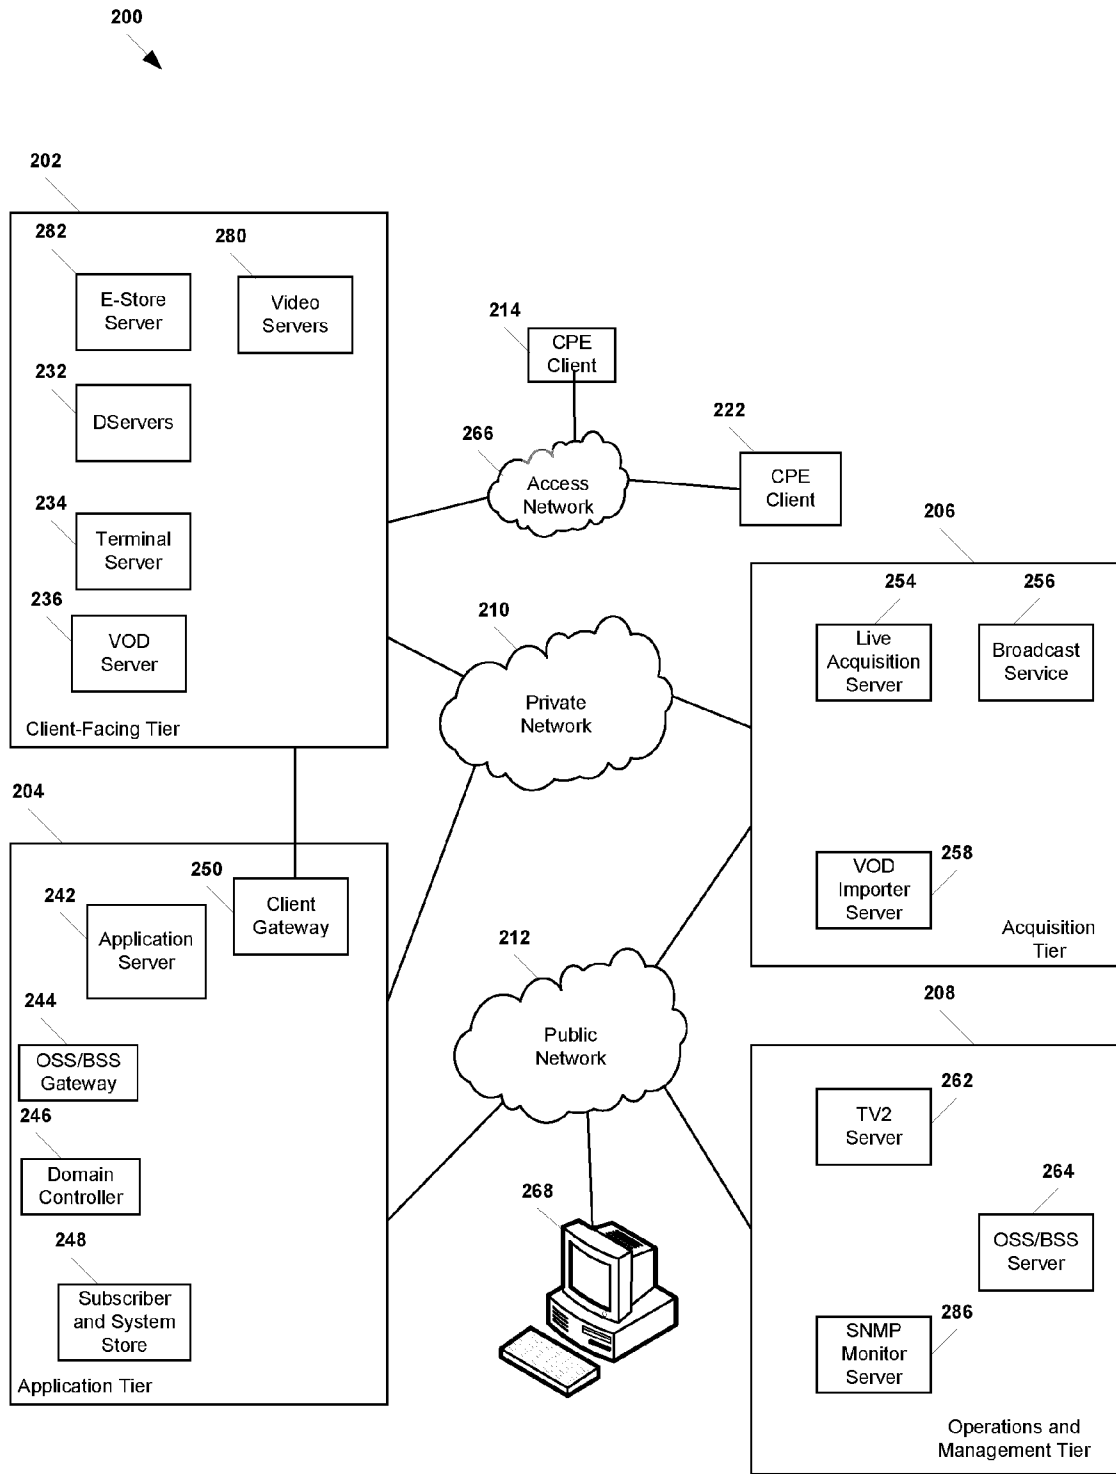 200
202
282
280
E-Store
Server
Video
Servers
214
CPE
Client
232
DServers
222
266
Access
Network
CPE
Client
234
Terminal
Server
206
254
256
236
VOD
Server
210
Live
Acquisition
Server
Broadcast
Service
Private
Network
Client-Facing Tier
204
250
Client
Gateway
242
Application
Server
VOD
Importer
Server
258
Acquisition
Tier
212
208
244
OSS/BSS
Gateway
Public
Network
TV2
Server
262
246
Domain
Controller
268
264
OSS/BSS
Server
248
Subscriber
and System
Store
SNMP
Monitor
Server
286
Application Tier
Operations and
Management Tier